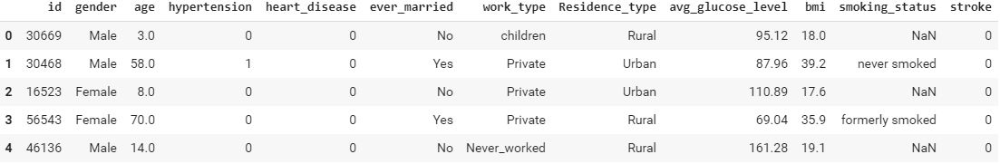 id gender age hypertension heart_disease ever_married work_type Residence_type avg_glucose_level bmi smoking_status stroke
0 30669 Male 3.0 0 0 No children Rural 95.12 18.0 NaN 0
1 30468 Male 58.0 1 0 Yes Private Urban 87.96 39.2 never smoked 0
2 16523 Female 8.0 0 0 No Private Urban 110.89 17.6 NaN 0
3 56543 Female 70.0 0 0 Yes Private Rural 69.04 35.9 formerly smoked 0
4 46136 Male 14.0 0 0 No Never_worked Rural 161.28 19.1 NaN 0